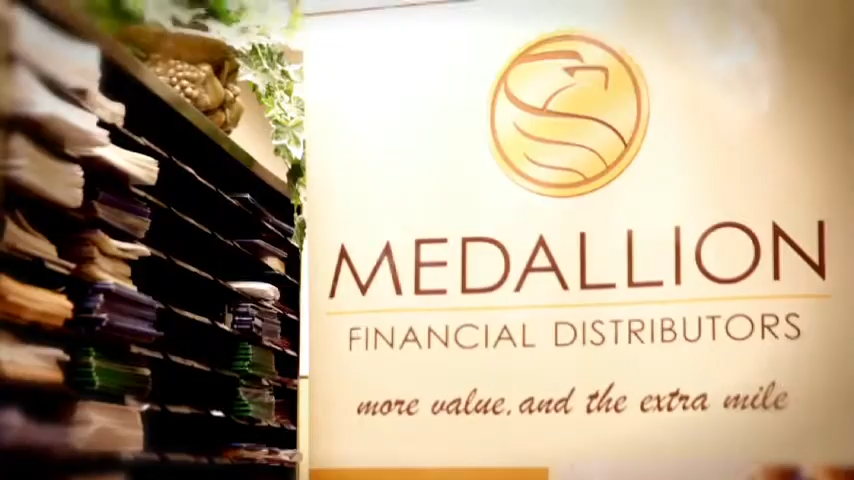 MEDALLION
FINANCIAL DISTRIBUTORS
more value. and the extra mile